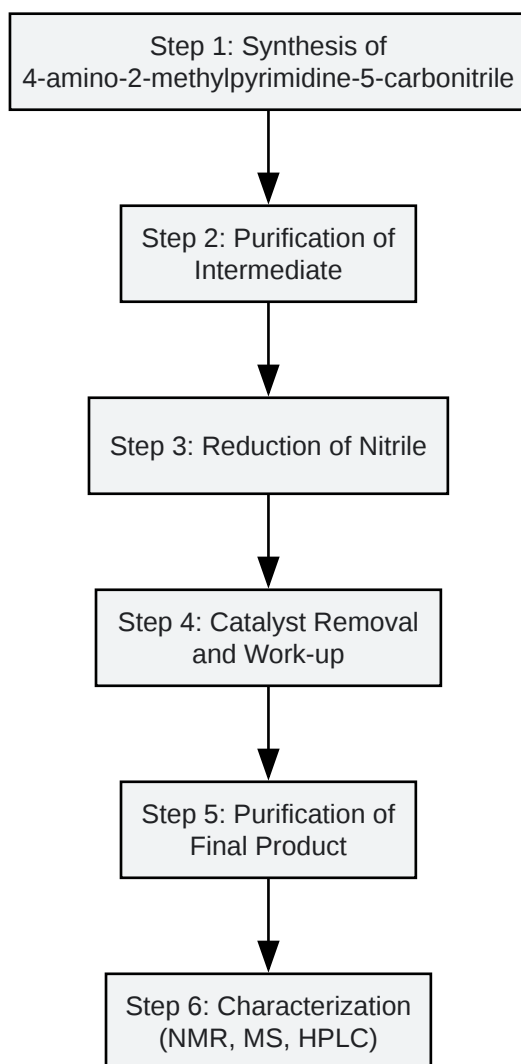 Step 1: Synthesis of
4-amino-2-methylpyrimidine-5-carbonitrile
Step 2: Purification of
Intermediate
Step 3: Reduction of Nitrile
Step 4: Catalyst Removal
and Work-up
Step 5: Purification of
Final Product
Step 6: Characterization
(NMR, MS, HPLC)